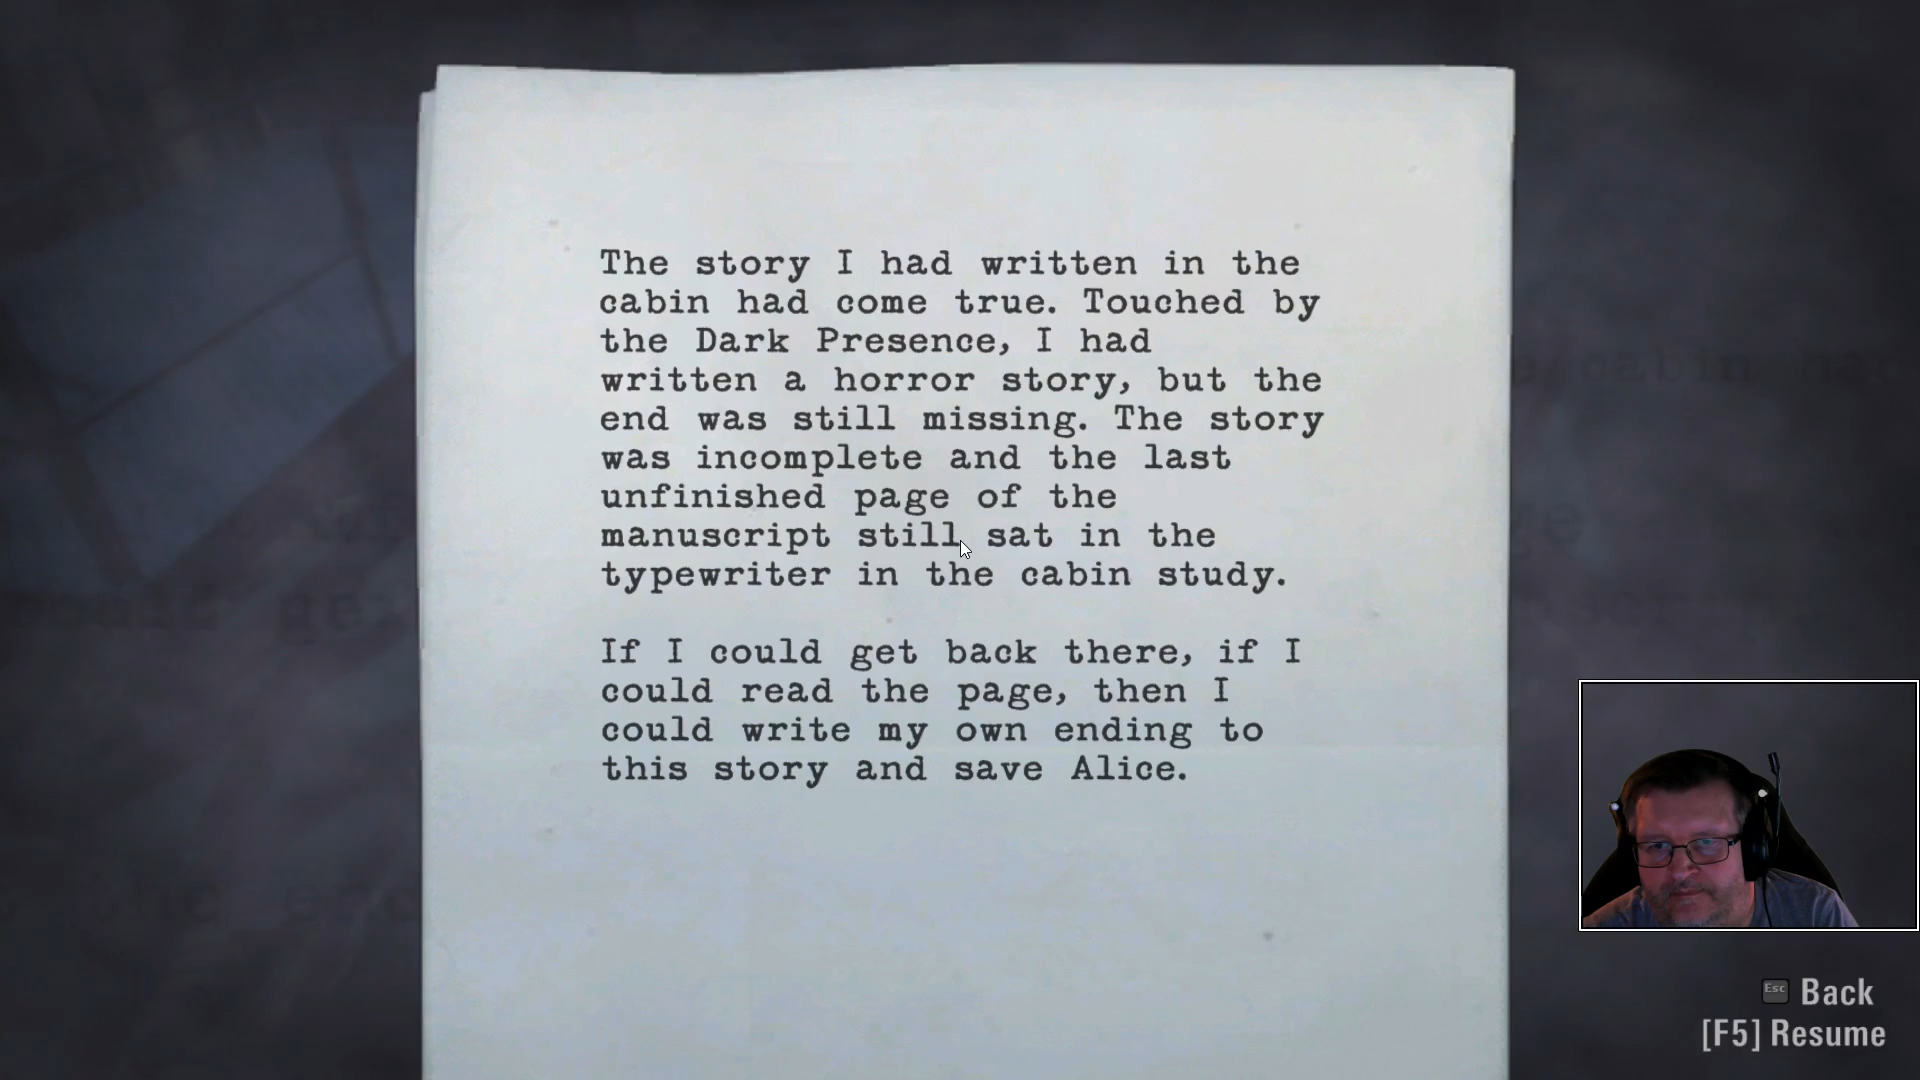 The story I had written in the
cabin had come true. Touched by
the Dark Presence, I had
written a horror story, but the
end was still missing. The story
was incomplete and the last
unfinished page of the
manuscript still sat in the
typewriter in the cabin study.
If I could get back there, if I
could read the page, then I
could write my own ending to
this story and save Alice.
Esc Back
[F5] Resume